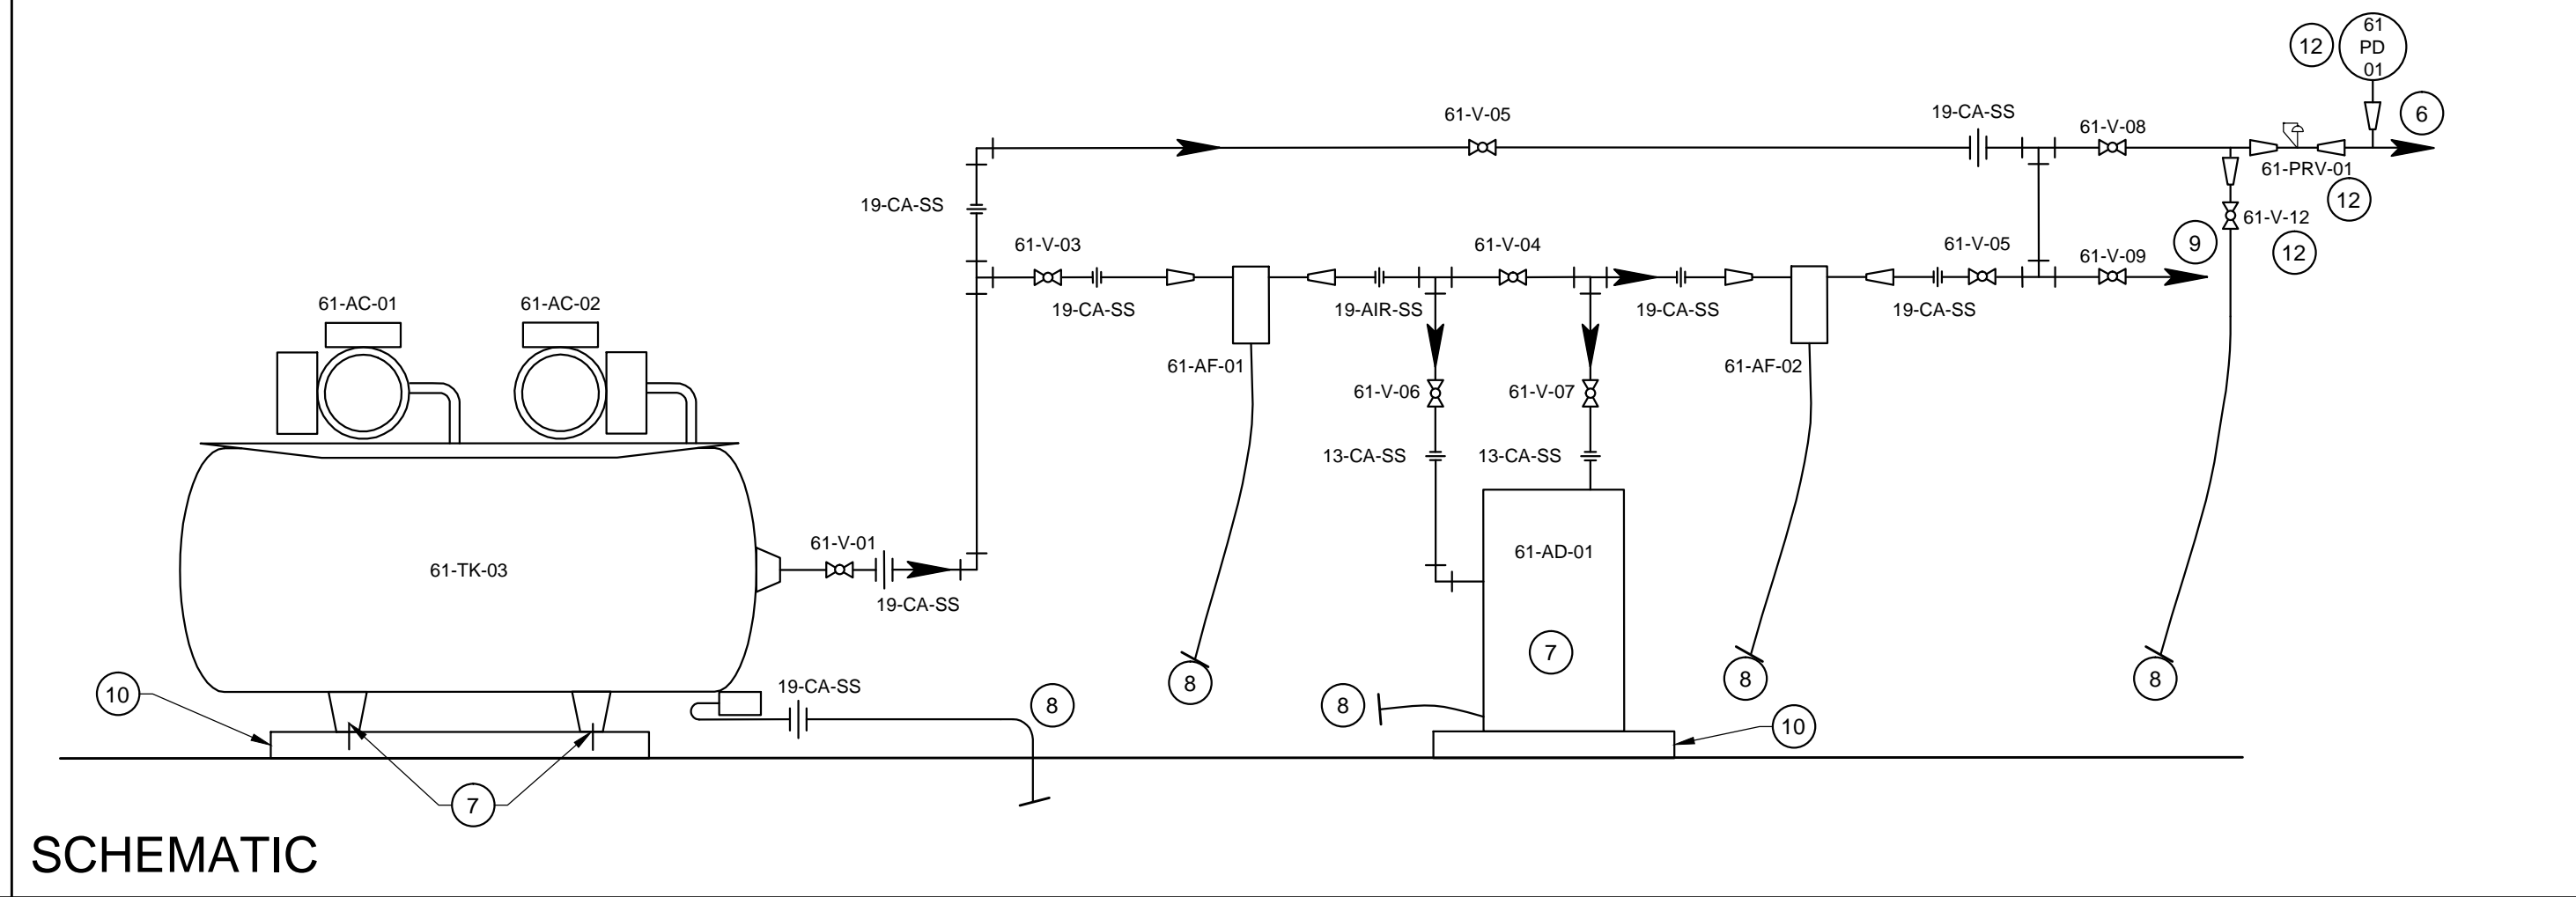 61
PD
01
12
6
61-V-05
19-CA-SS
61-V-08
61-PRV-01
12
19-CA-SS
61-V-12
12
9
61-V-03
61-V-04
61-V-05
61-V-09
19-CA-SS
19-AIR-SS
19-CA-SS
19-CA-SS
61-AC-01
61-AC-02
61-AF-01
61-AF-02
61-V-06
61-V-07
13-CA-SS
13-CA-SS
61-V-01
61-TK-03
61-AD-01
19-CA-SS
7
8
8
8
10
19-CA-SS
8
8
10
7
SCHEMATIC